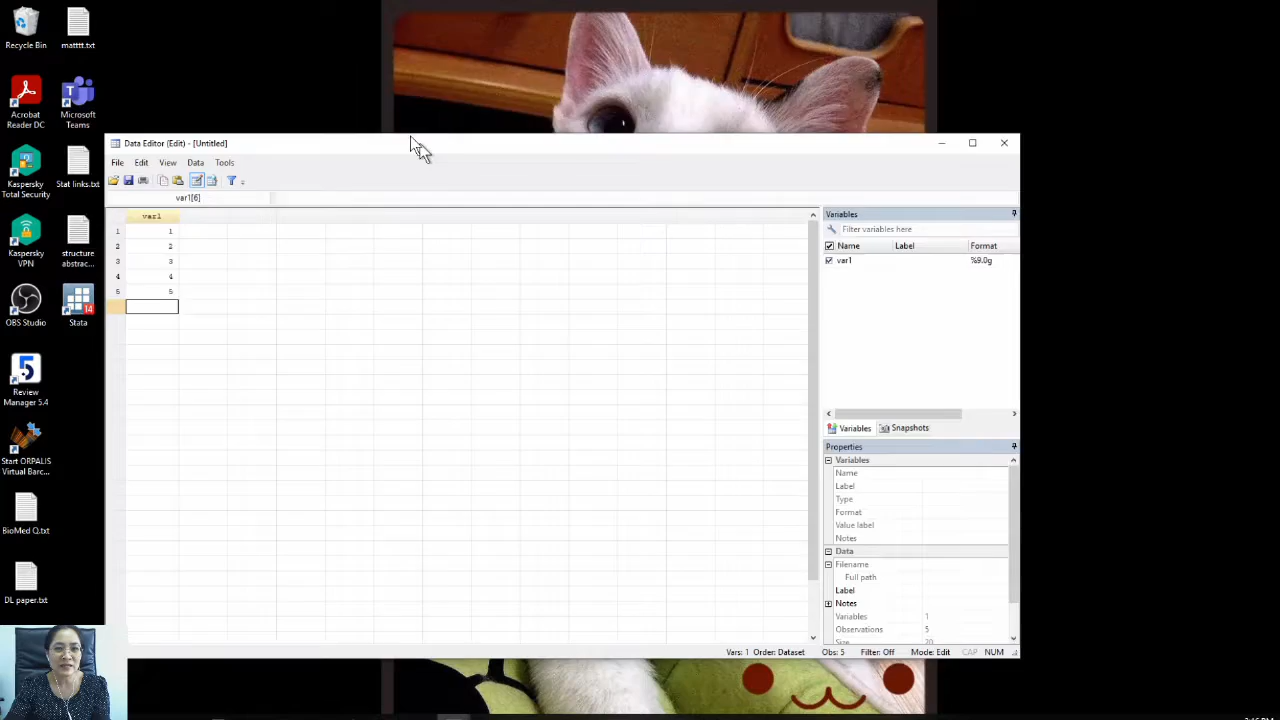 Recycle Bin
matttt.txt
Acrobat
Reader DC
Microsoft
Teams
Kaspersky
Total Security
Stat links.txt
Kaspersky
VPN
structure
abstrac...
OBS Studio
14
Stata
5
Review
Manager 5.4
Start ORPALIS
Virtual Barc...
BioMed Q.txt
DL paper.txt
Data Editor (Edit) - [Untitled]
File Edit View Data Tools
var1[6]
var1
1 1
2 2
3 3
4 4
5 5
Variables
Filter variables here
Name Label Format
var1 %9.0g
Variables Snapshots
Properties
Variables
Name
Label
Type
Format
Value label
Notes
Data
Filename
Full path
Label
Notes
Variables 1
Observations 5
Size 20
Vars: 1 Order: Dataset Obs: 5 Filter: Off Mode: Edit CAP NUM